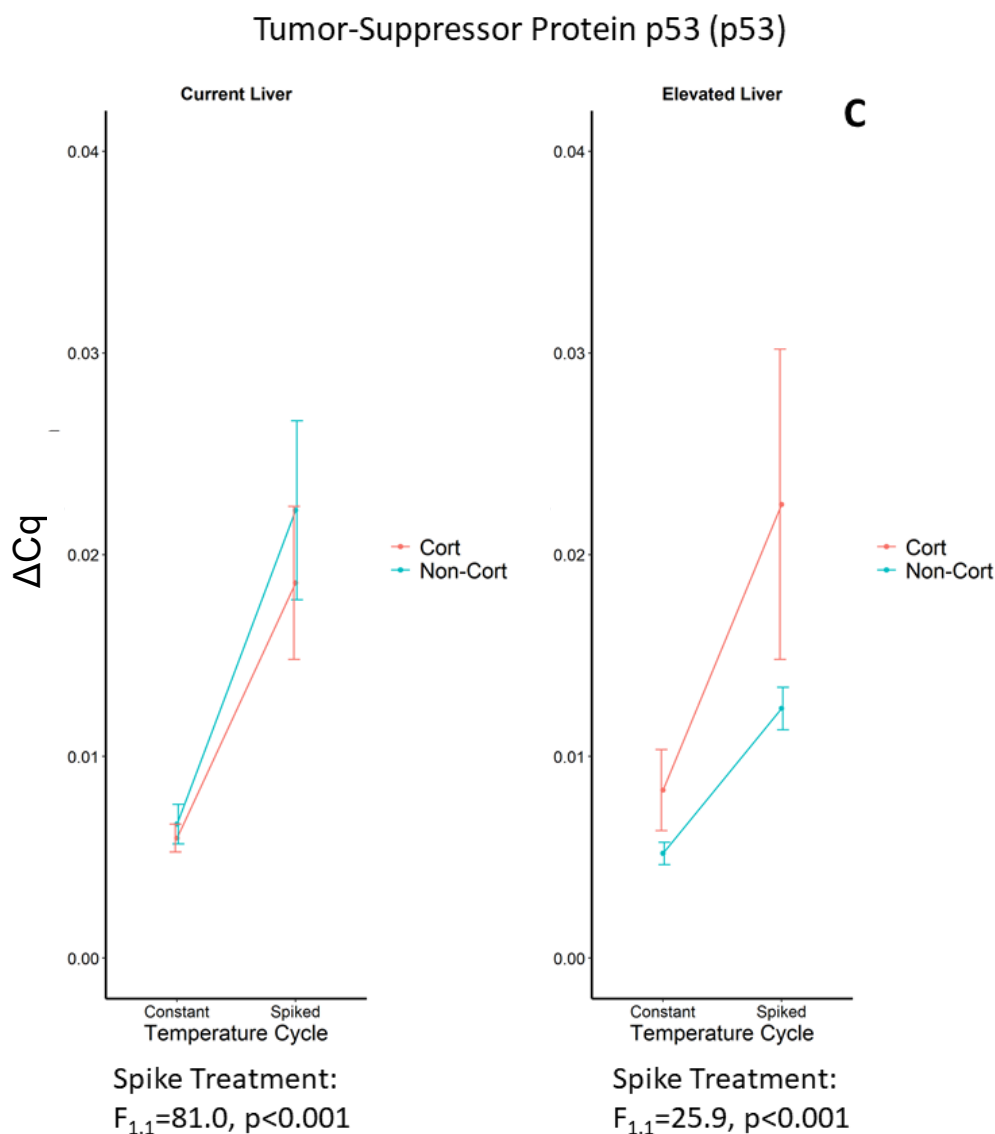 Tumor-Suppressor Protein p53 (p53)
Current Liver
Elevated Liver
C
0.04
0.03
0.02
0.01
0.00
ΔCq
Cort
Non-Cort
Constant
Spiked
Temperature Cycle
0.04
0.03
0.02
0.01
0.00
Cort
Non-Cort
Constant
Spiked
Temperature Cycle
Spike Treatment:
F1,1=81.0, p<0.001
Spike Treatment:
F1,1=25.9, p<0.001